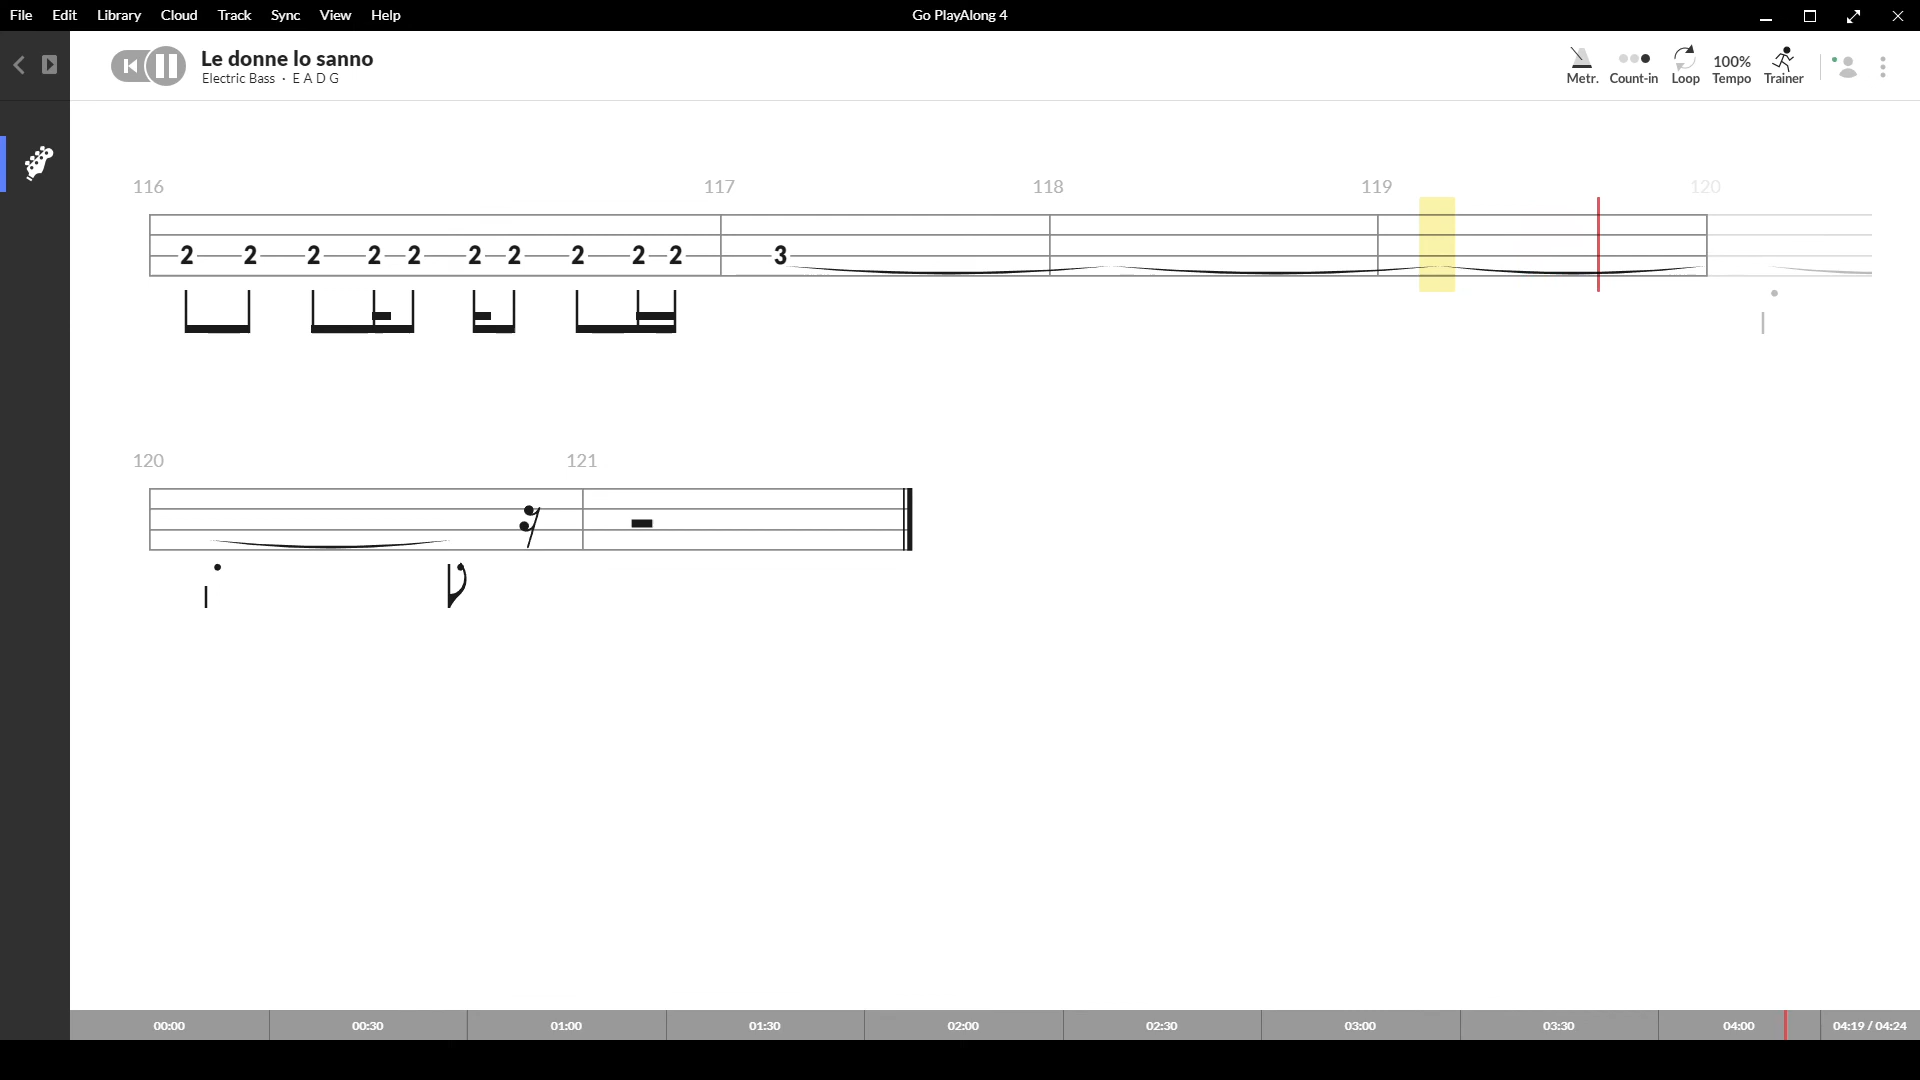 File Edit Library Cloud Track Sync View Help
Go PlayAlong 4
Le donne lo sanno
Electric Bass · E A D G
100%
Metr. Count-in Loop Tempo Trainer
116 117 118 119 120
2 2 2 2 2 2 2 2 2 2 3
120 121
00:00 00:30 01:00 01:30 02:00 02:30 03:00 03:30 04:00 04:19 / 04:24